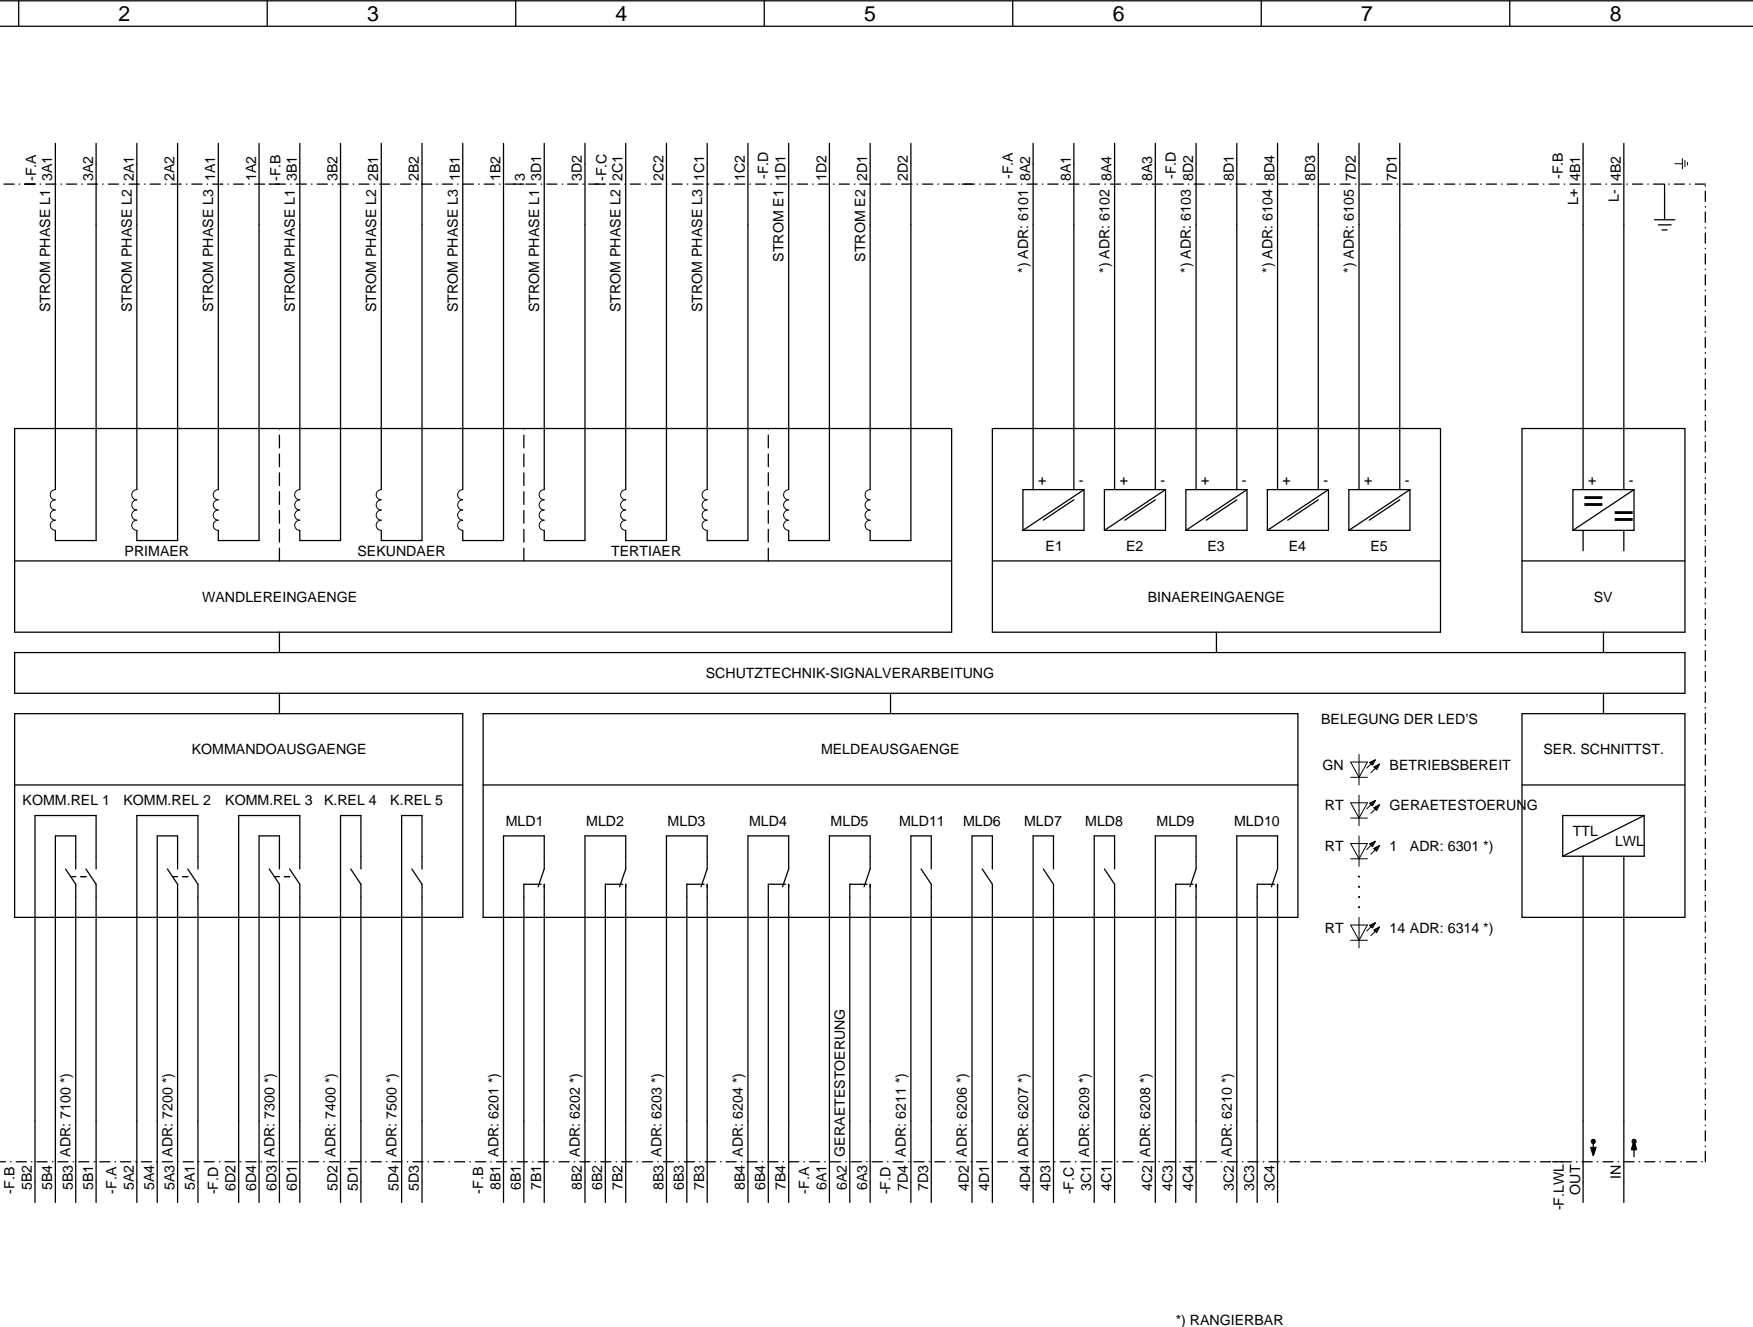 2 3 4 5 6 7 8
-F.A 3A1 3A2 2A1 2A2 1A1 1A2 -F.B 3B1 3B2 2B1 2B2 1B1 1B2 3 3D1 3D2 -F.C 2C1 2C2 1C1 1C2 -F.D 1D1 1D2 2D1 2D2 -F.A 8A2 8A1 8A4 8A3 -F.D 8D2 8D1 8D4 8D3 7D2 7D1 -F.B 4B1 4B2
STROM PHASE L1 STROM PHASE L2 STROM PHASE L3 STROM PHASE L1 STROM PHASE L2 STROM PHASE L3 STROM PHASE L1 STROM PHASE L2 STROM PHASE L3 STROM E1 STROM E2 *) ADR: 6101 *) ADR: 6102 *) ADR: 6103 *) ADR: 6104 *) ADR: 6105 L+ L-
+ - + - + - + - + - + -
E1 E2 E3 E4 E5
PRIMAER SEKUNDAER TERTIAER
WANDLEREINGAENGE BINAEREINGAENGE SV
SCHUTZTECHNIK-SIGNALVERARBEITUNG
BELEGUNG DER LED'S
KOMMANDOAUSGAENGE MELDEAUSGAENGE SER. SCHNITTST.
GN BETRIEBSBEREIT
KOMM.REL 1 KOMM.REL 2 KOMM.REL 3 K.REL 4 K.REL 5
RT GERAETESTOERUNG
MLD1 MLD2 MLD3 MLD4 MLD5 MLD11 MLD6 MLD7 MLD8 MLD9 MLD10
TTL LWL
RT 1 ADR: 6301 *)
RT 14 ADR: 6314 *)
ADR: 7100 *) ADR: 7200 *) ADR: 7300 *) ADR: 7400 *) ADR: 7500 *) ADR: 6201 *) ADR: 6202 *) ADR: 6203 *) ADR: 6204 *) GERAETESTOERUNG ADR: 6211 *) ADR: 6206 *) ADR: 6207 *) ADR: 6209 *) ADR: 6208 *) ADR: 6210 *)
-F.B 5B2 5B4 5B3 5B1 -F.A 5A2 5A4 5A3 5A1 -F.D 6D2 6D4 6D3 6D1 5D2 5D1 5D4 5D3 -F.B 8B1 6B1 7B1 8B2 6B2 7B2 8B3 6B3 7B3 8B4 6B4 7B4 -F.A 6A1 6A2 6A3 -F.D 7D4 7D3 4D2 4D1 4D4 4D3 -F.C 3C1 4C1 4C2 4C3 4C4 3C2 3C3 3C4 -F.LWL OUT IN
*) RANGIERBAR